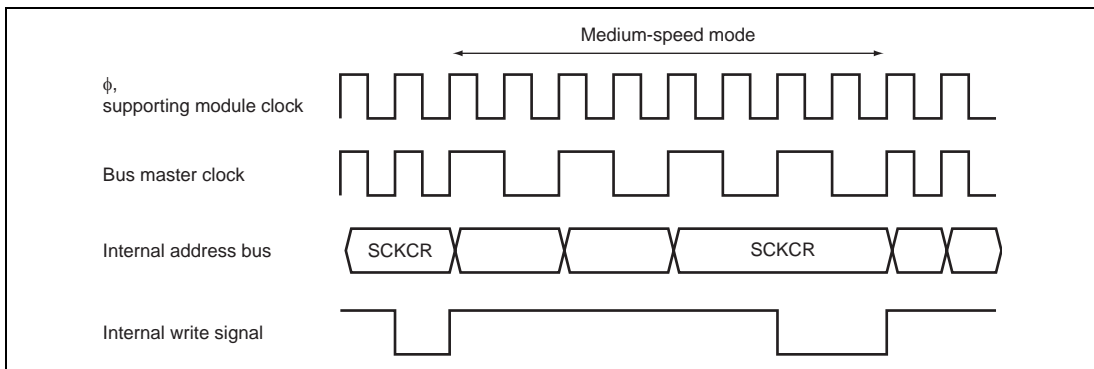 Medium-speed mode
ϕ,
supporting module clock
Bus master clock
Internal address bus
SCKCR
SCKCR
Internal write signal